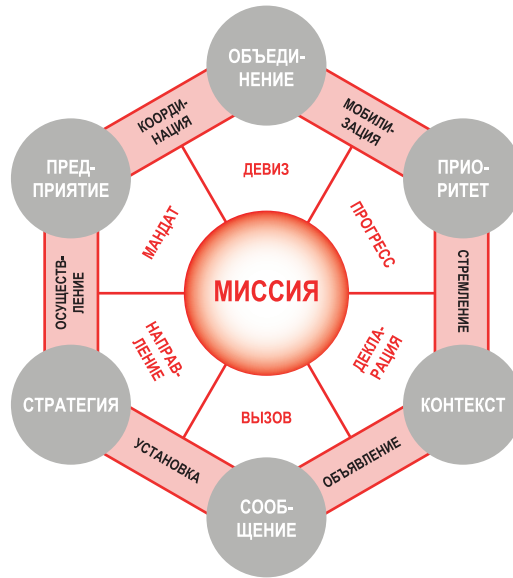 ОБЪЕДИ-
НЕНИЕ
КООРДИ-
НАЦИЯ
МОБИЛИ-
ЗАЦИЯ
ПРЕД-
ПРИЯТИЕ
ДЕВИЗ
ПРИО-
РИТЕТ
МАНДАТ
ПРОГРЕСС
ОСУЩЕСТВ-
ЛЕНИЕ
МИССИЯ
СТРЕМЛЕНИЕ
НАПРАВ-
ЛЕНИЕ
ДЕКЛА-
РАЦИЯ
СТРАТЕГИЯ
ВЫЗОВ
КОНТЕКСТ
УСТАНОВКА
ОБЪЯВЛЕНИЕ
СООБ-
ЩЕНИЕ